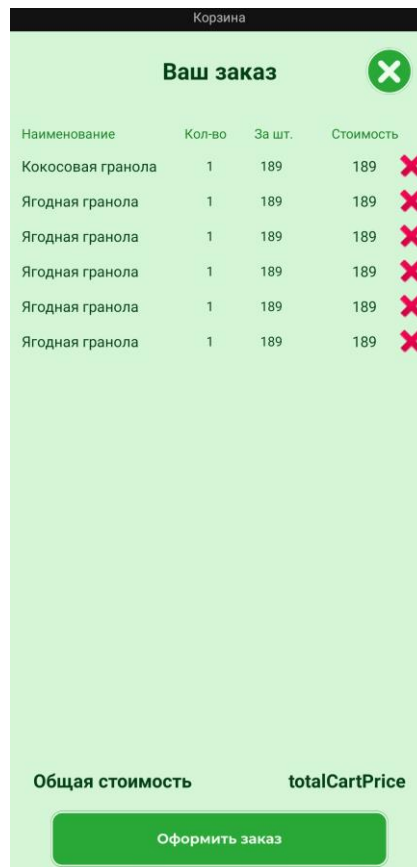 Корзина
Ваш заказ
Наименование Кол-во За шт. Стоимость
Кокосовая гранола 1 189 189
Ягодная гранола 1 189 189
Ягодная гранола 1 189 189
Ягодная гранола 1 189 189
Ягодная гранола 1 189 189
Ягодная гранола 1 189 189
Общая стоимость totalCartPrice
Оформить заказ